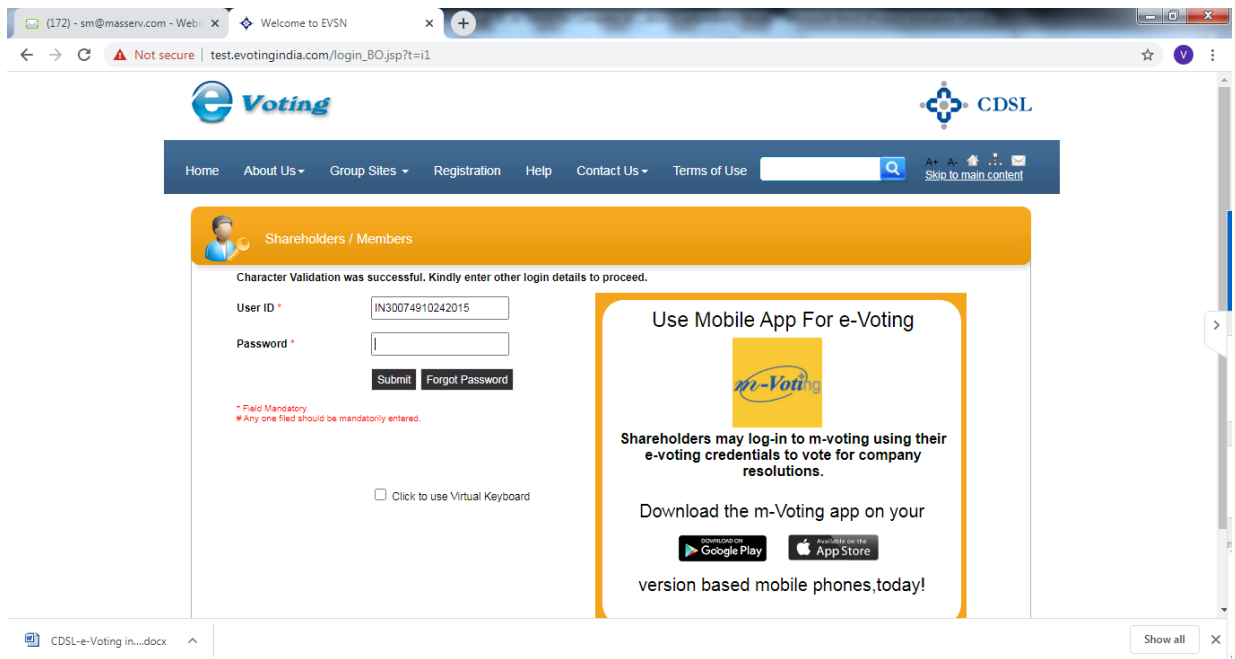 (172) - sm@masserv.com - Webm
Welcome to EVSN
Not secure | test.evotingindia.com/login_BO.jsp?t=i1
V
e Voting
CDSL
Home About Us Group Sites Registration Help Contact Us Terms of Use
A+ A-
Skip to main content
Shareholders / Members
Character Validation was successful. Kindly enter other login details to proceed.
User ID * IN30074910242015
Password *
Submit Forgot Password
* Field Mandatory.
# Any one filed should be mandatorily entered.
Click to use Virtual Keyboard
Use Mobile App For e-Voting
m-Voting
Shareholders may log-in to m-voting using their
e-voting credentials to vote for company
resolutions.
Download the m-Voting app on your
DOWNLOAD ON
Google Play
Available on the
App Store
version based mobile phones,today!
CDSL-e-Voting in....docx
Show all